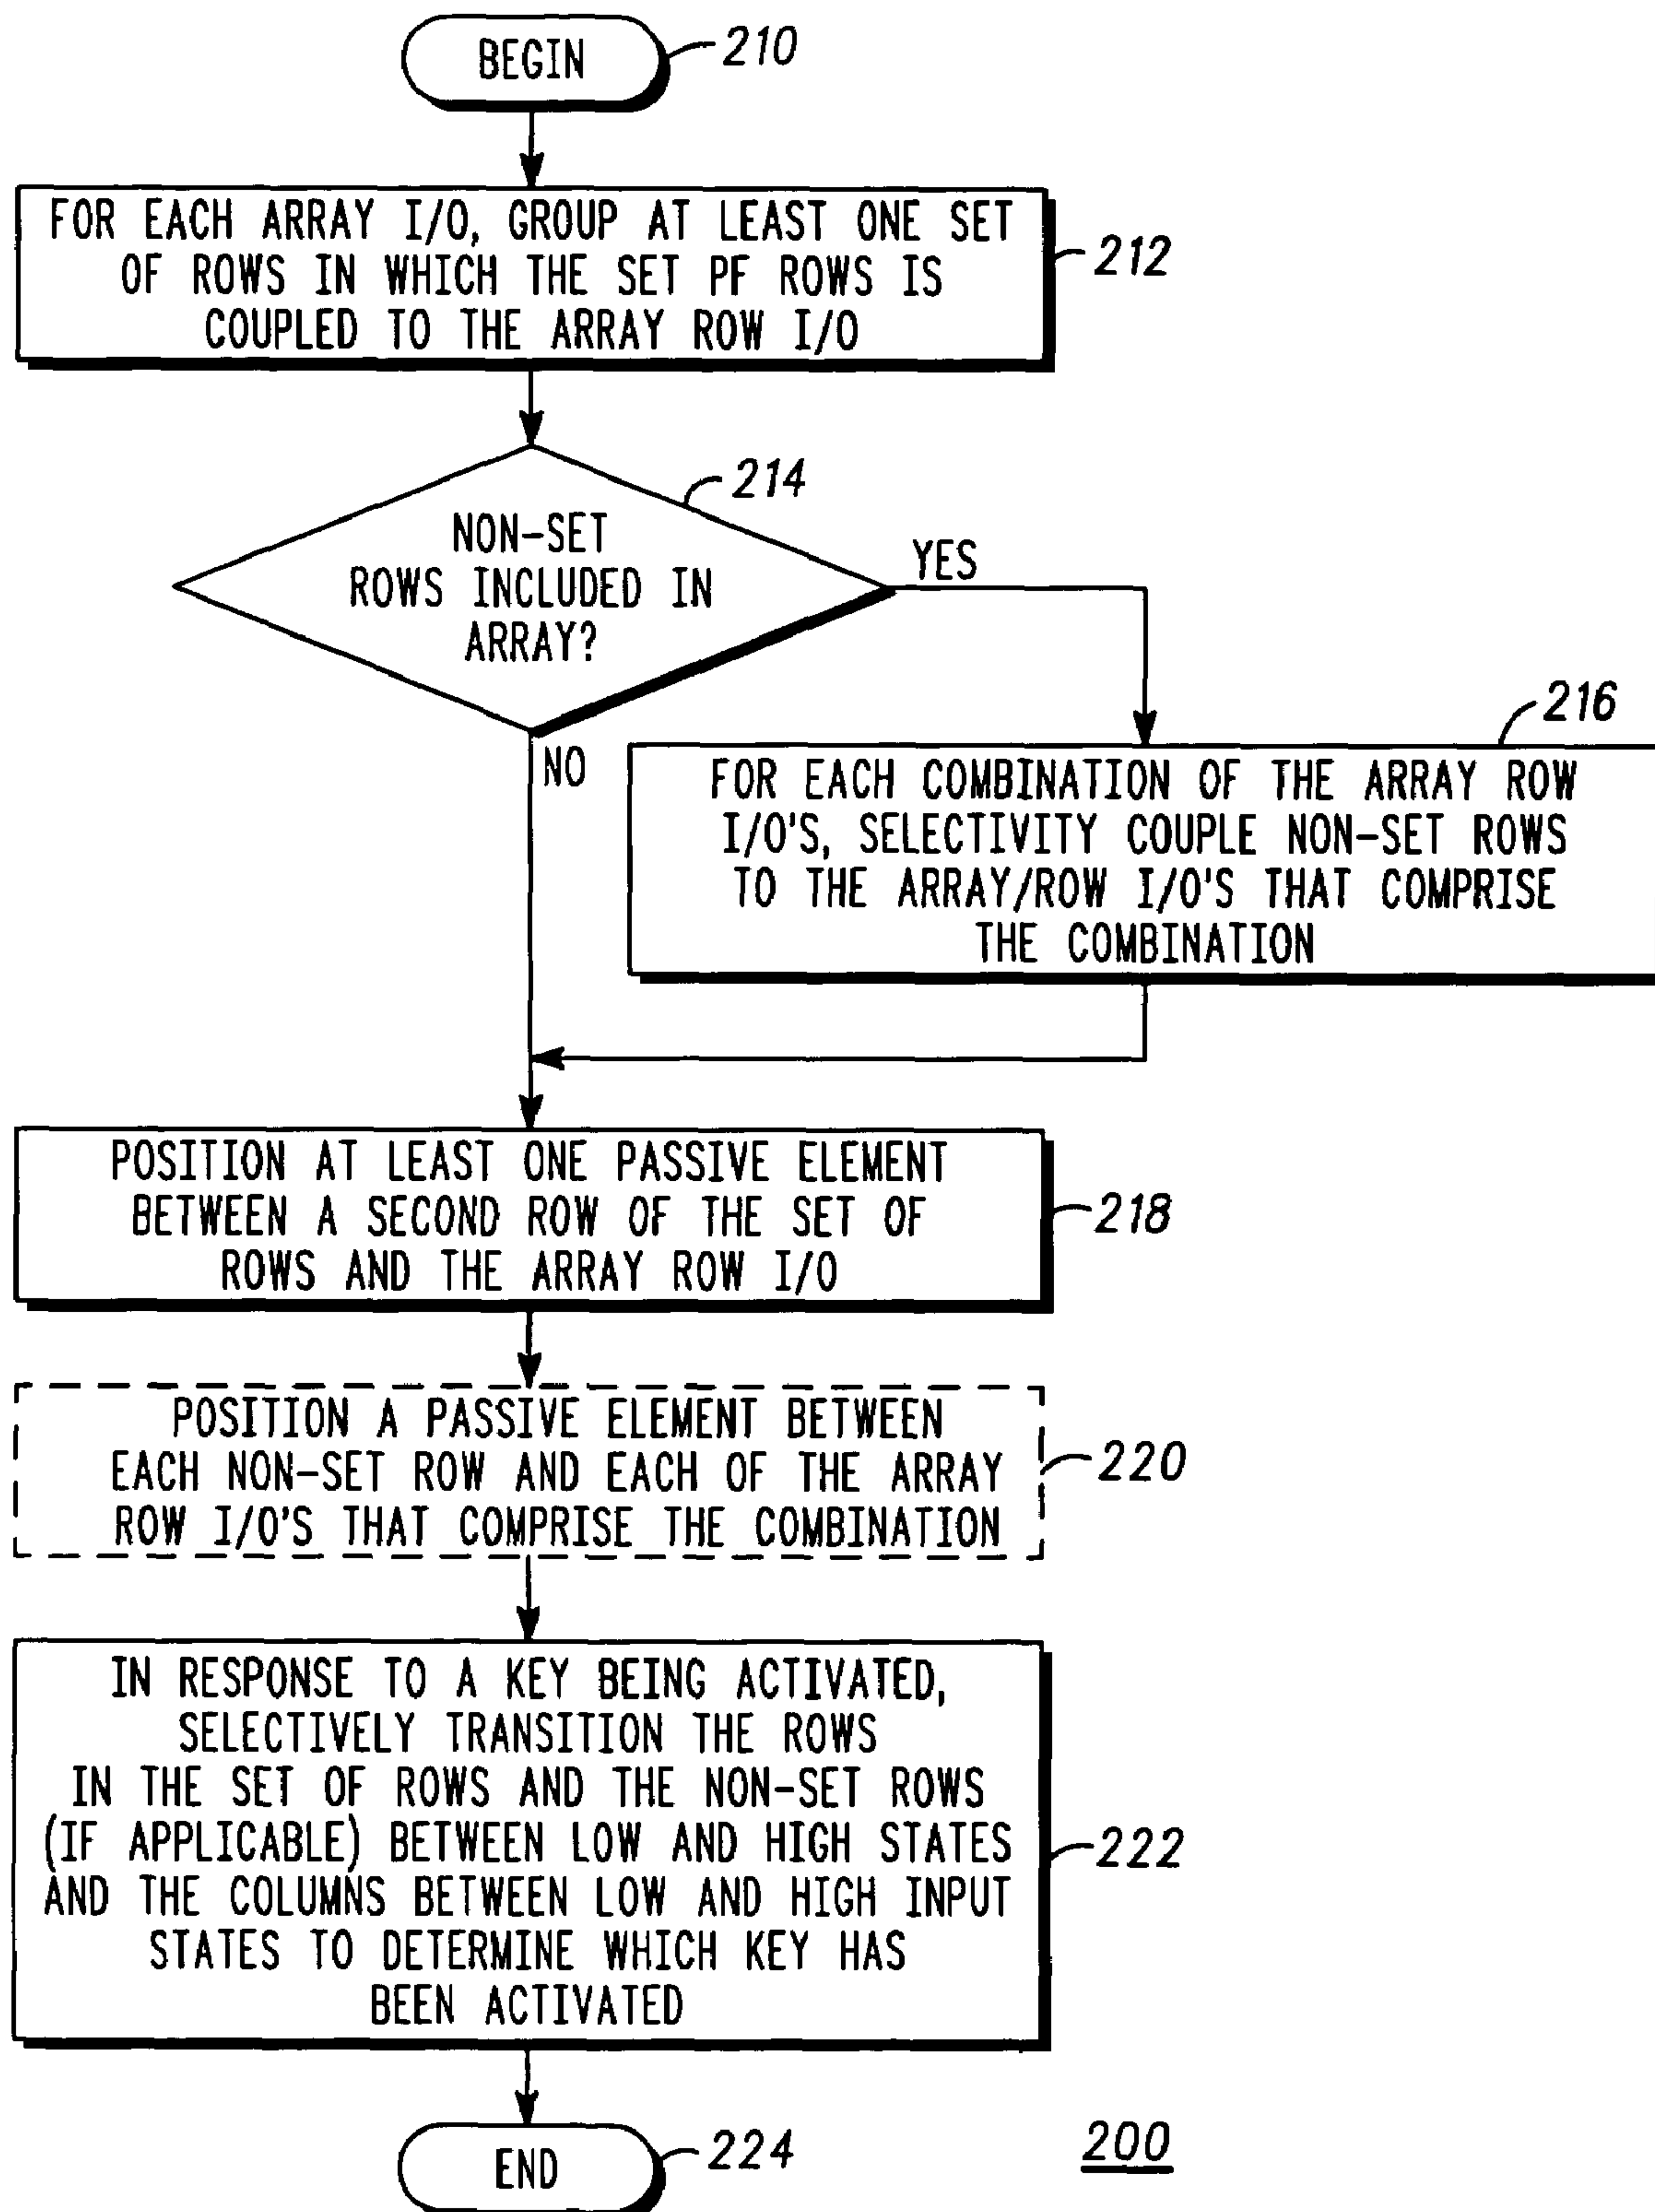 BEGIN
210
FOR EACH ARRAY I/O, GROUP AT LEAST ONE SET
OF ROWS IN WHICH THE SET PF ROWS IS
COUPLED TO THE ARRAY ROW I/O
212
214
NON-SET
ROWS INCLUDED IN
ARRAY?
YES
NO
216
FOR EACH COMBINATION OF THE ARRAY ROW
I/O'S, SELECTIVITY COUPLE NON-SET ROWS
TO THE ARRAY/ROW I/O'S THAT COMPRISE
THE COMBINATION
POSITION AT LEAST ONE PASSIVE ELEMENT
BETWEEN A SECOND ROW OF THE SET OF
ROWS AND THE ARRAY ROW I/O
218
POSITION A PASSIVE ELEMENT BETWEEN
EACH NON-SET ROW AND EACH OF THE ARRAY
ROW I/O'S THAT COMPRISE THE COMBINATION
220
IN RESPONSE TO A KEY BEING ACTIVATED,
SELECTIVELY TRANSITION THE ROWS
IN THE SET OF ROWS AND THE NON-SET ROWS
(IF APPLICABLE) BETWEEN LOW AND HIGH STATES
AND THE COLUMNS BETWEEN LOW AND HIGH INPUT
STATES TO DETERMINE WHICH KEY HAS
BEEN ACTIVATED
222
END
224
200